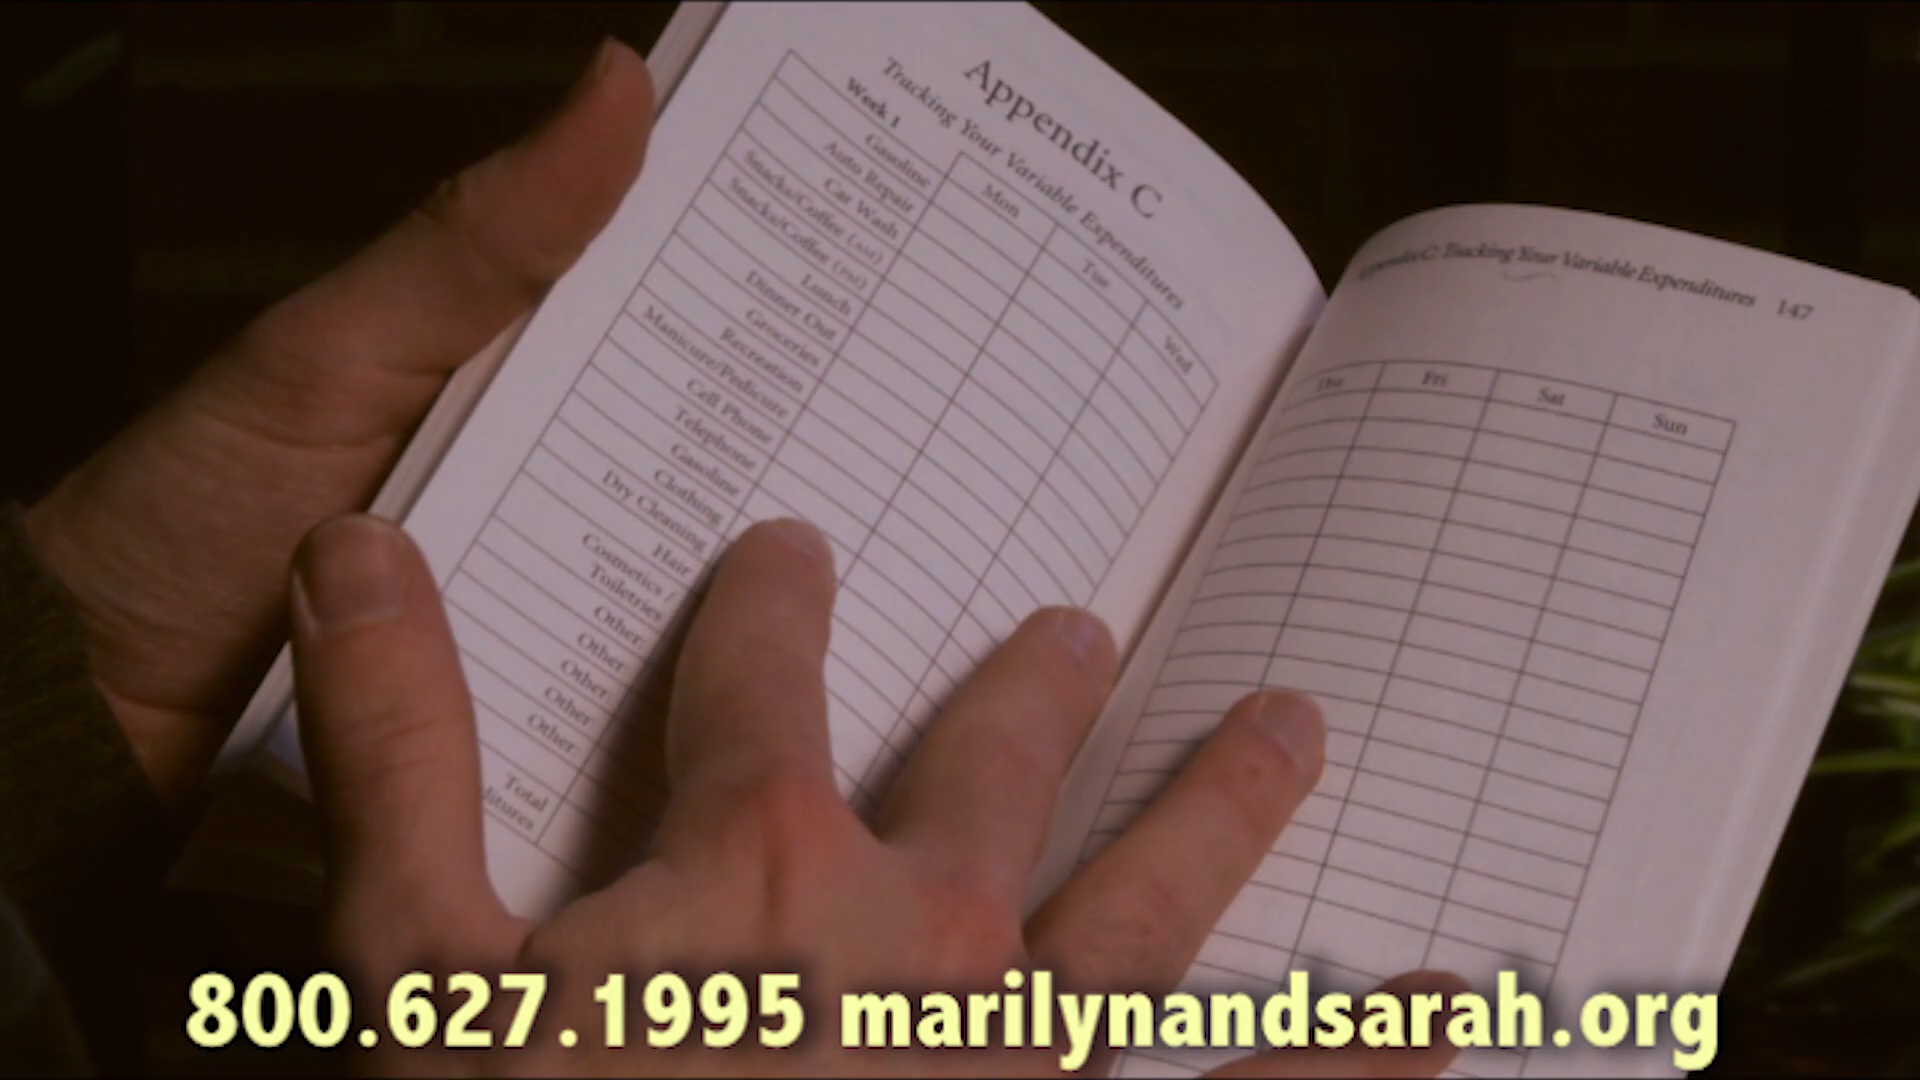 Appendix C
Tracking Your Variable Expenditures
Week 1
Mon
Tue
Wed
Gasoline
Auto Repair
Car Wash
Snacks/Coffee (AM)
Snacks/Coffee (PM)
Lunch
Dinner Out
Groceries
Recreation
Manicure/Pedicure
Cell Phone
Telephone
Gasoline
Clothing
Dry Cleaning
Hair
Cosmetics /
Toiletries
Other:
Other:
Other:
Other:
Other:
Total
ditures
Appendix C: Tracking Your Variable Expenditures 147
Thu
Fri
Sat
Sun
800.627.1995 marilynandsarah.org